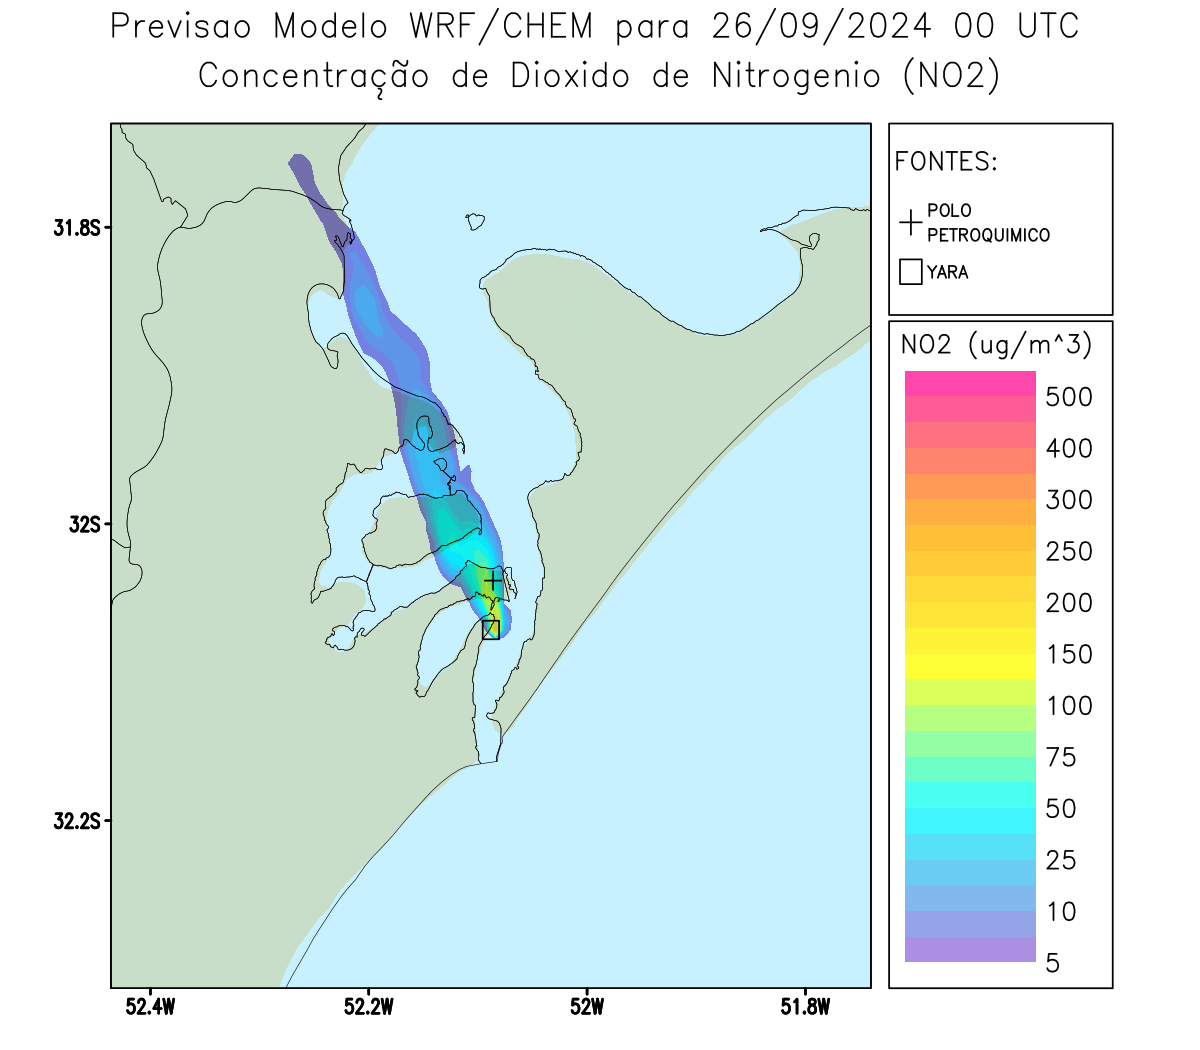 Previsao Modelo WRF/CHEM para 26/09/2024 00 UTC
Concentração de Dioxido de Nitrogenio (NO2)
FONTES:
POLO
PETROQUIMICO
YARA
NO2 (ug/m^3)
500
400
300
250
200
150
100
75
50
25
10
5
31.8S
32S
32.2S
52.4W
52.2W
52W
51.8W